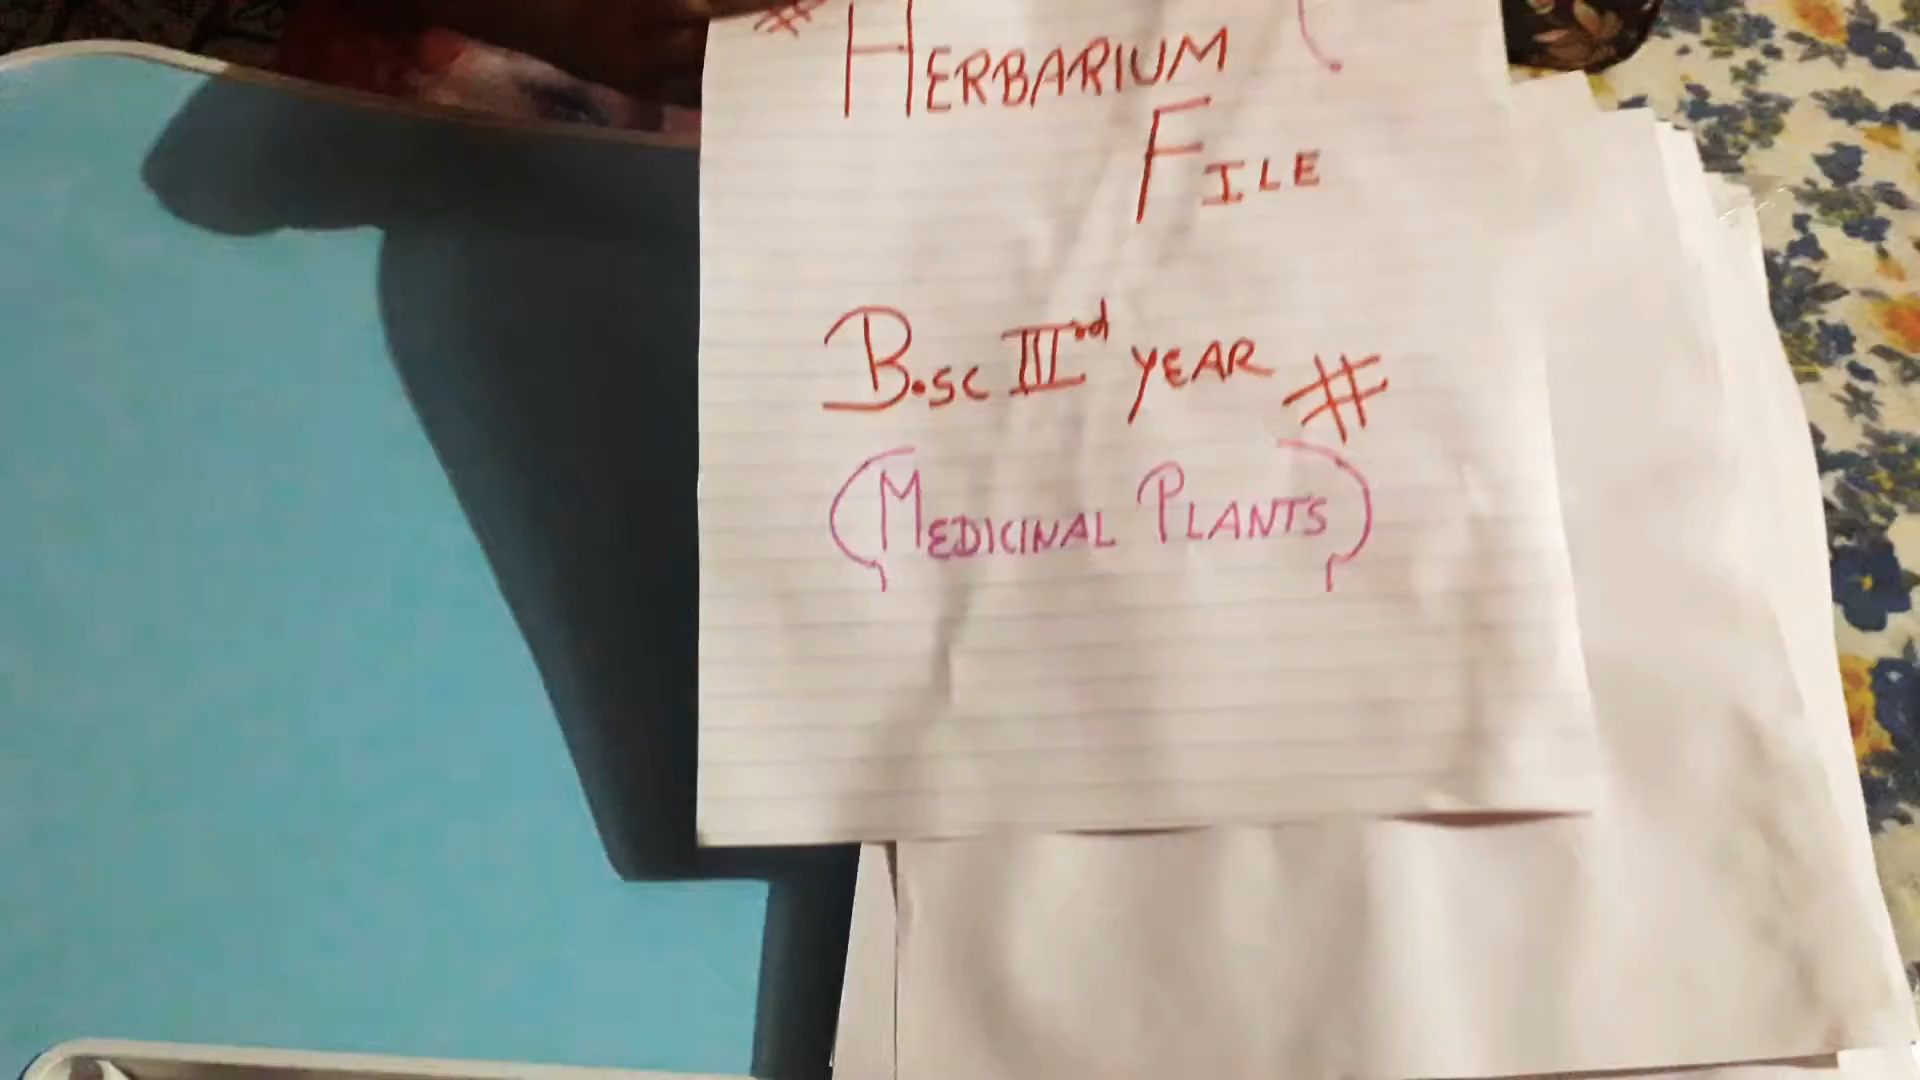 #
HERBARIUM
FILE
B.SC IIIrd YEAR #
(MEDICINAL PLANTS)